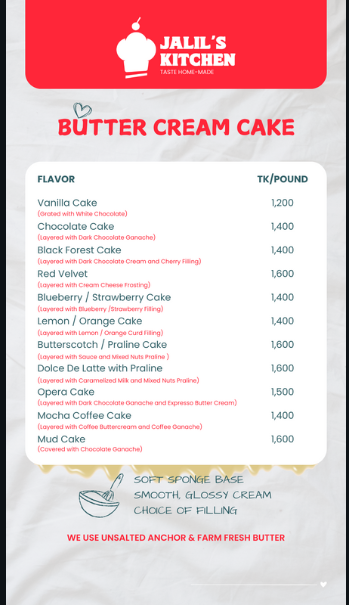 JALIL'S
KITCHEN
TASTE HOME-MADE
BUTTER CREAM CAKE
FLAVOR TK/POUND
Vanilla Cake 1,200
(Grated with White Chocolate)
Chocolate Cake 1,400
(Layered with Dark Chocolate Ganache)
Black Forest Cake 1,400
(Layered with Dark Chocolate Cream and Cherry Filling)
Red Velvet 1,600
(Layered with Cream Cheese Frosting)
Blueberry / Strawberry Cake 1,400
(Layered with Blueberry /Strawberry Filling)
Lemon / Orange Cake 1,400
(Layered with Lemon / Orange Curd Filling)
Butterscotch / Praline Cake 1,600
(Layered with Sauce and Mixed Nuts Praline )
Dolce De Latte with Praline 1,600
(Layered with Caramelized Milk and Mixed Nuts Praline)
Opera Cake 1,500
(Layered with Dark Chocolate Ganache and Expresso Butter Cream)
Mocha Coffee Cake 1,400
(Layered with Coffee Buttercream and Coffee Ganache)
Mud Cake 1,600
(Covered with Chocolate Ganache)
SOFT SPONGE BASE
SMOOTH, GLOSSY CREAM
CHOICE OF FILLING
WE USE UNSALTED ANCHOR & FARM FRESH BUTTER